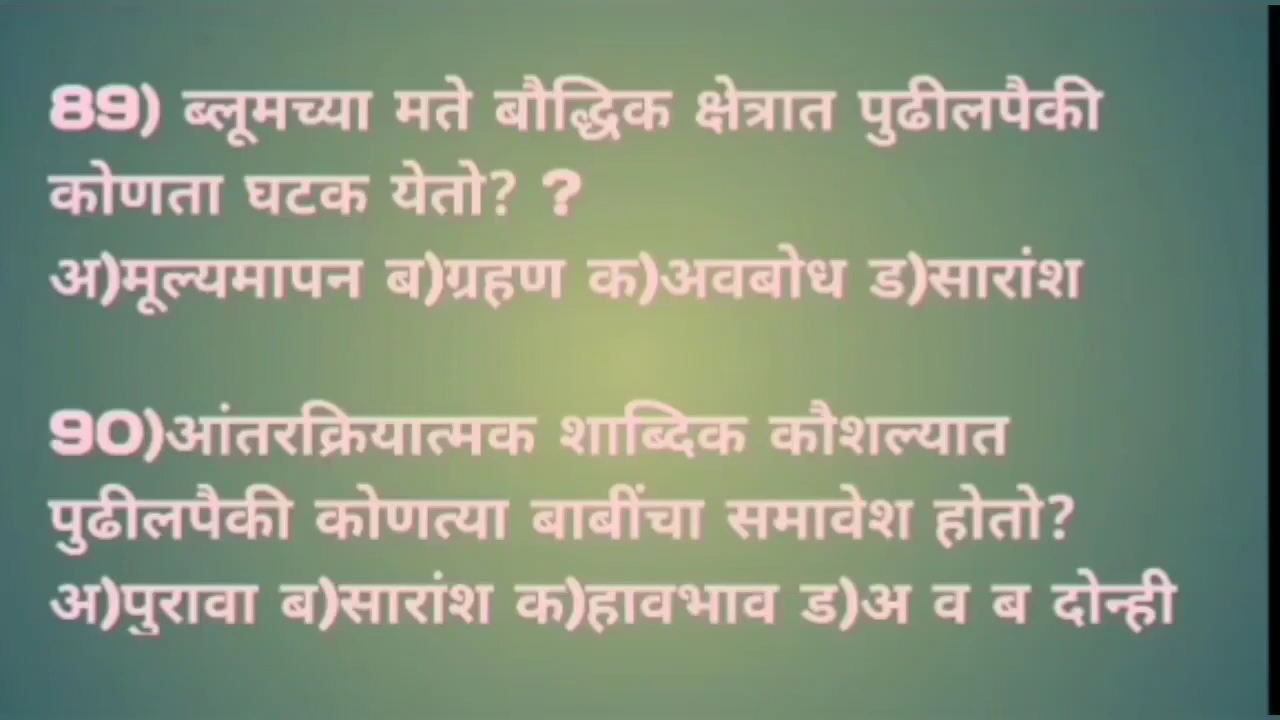 89) ब्लूमच्या मते बौद्धिक क्षेत्रात पुढीलपैकी
कोणता घटक येतो? ?
अ)मूल्यमापन ब)ग्रहण क)अवबोध ड)सारांश
90)आंतरक्रियात्मक शाब्दिक कौशल्यात
पुढीलपैकी कोणत्या बाबींचा समावेश होतो?
अ)पुरावा ब)सारांश क)हावभाव ड)अ व ब दोन्ही